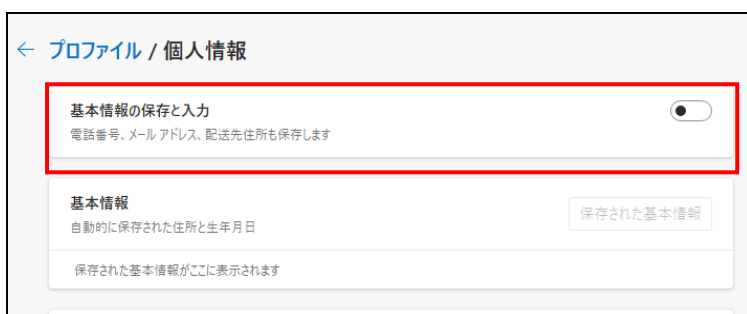 ← プロファイル / 個人情報
基本情報の保存と入力
電話番号、メール アドレス、配送先住所も保存します
基本情報
自動的に保存された住所と生年月日
保存された基本情報
保存された基本情報がここに表示されます